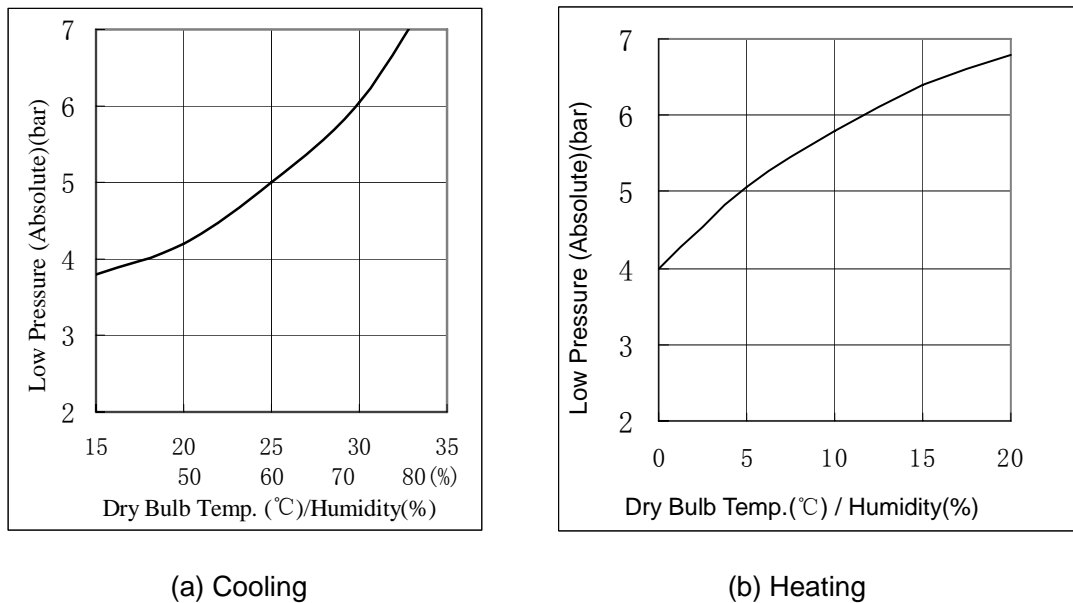 7
6
5
4
3
2
Low Pressure (Absolute)(bar)
15 20 25 30 35
50 60 70 80(%)
Dry Bulb Temp. (℃)/Humidity(%)
(a) Cooling
7
6
5
4
3
2
Low Pressure (Absolute)(bar)
0 5 10 15 20
Dry Bulb Temp.(℃) / Humidity(%)
(b) Heating